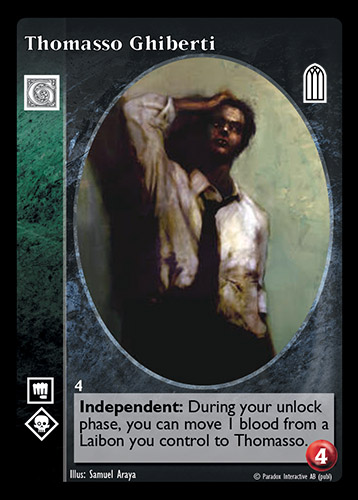 Thomasso Ghiberti
G
4
Independent: During your unlock
phase, you can move 1 blood from a
Laibon you control to Thomasso.
4
Illus: Samuel Araya
© Paradox Interactive AB (publ)